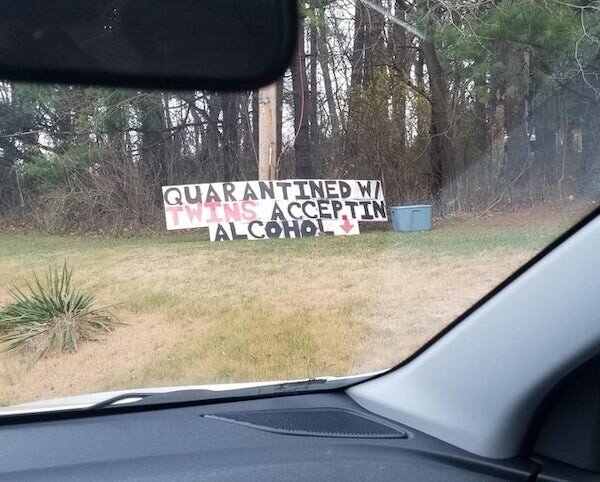 QUARANTINED W/
TWINS ACCEPTIN
ALCOHOL